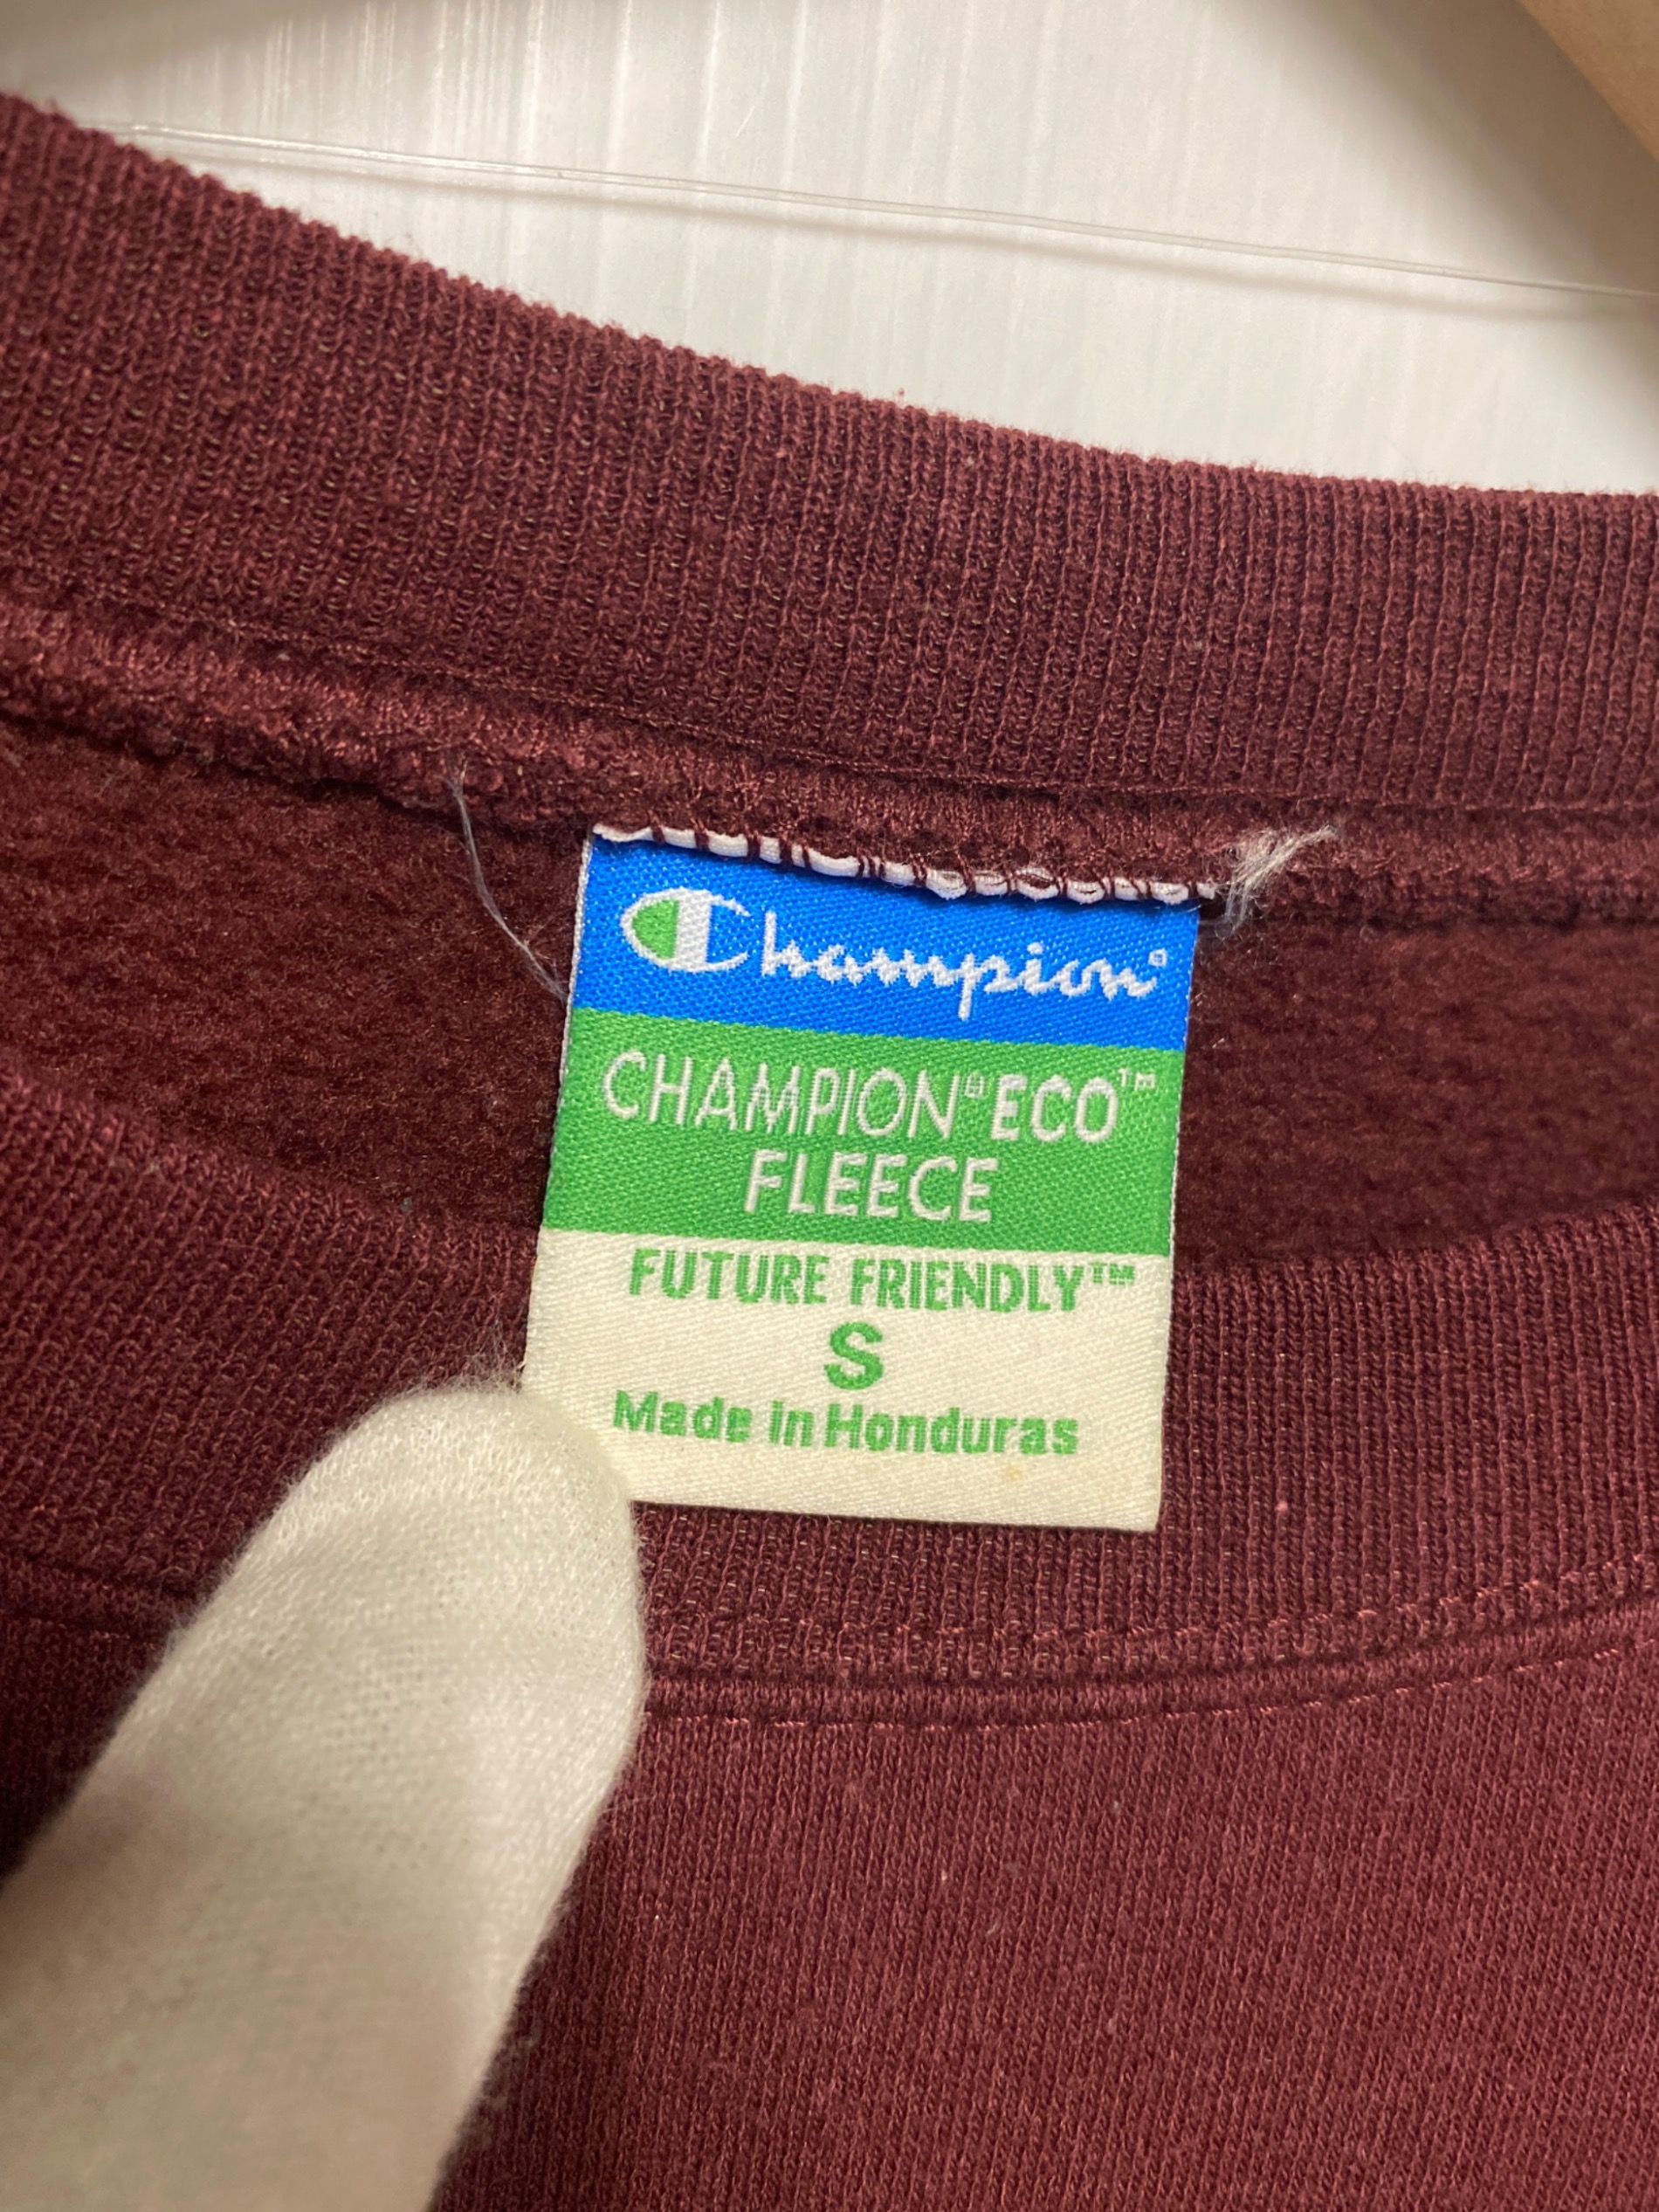 Champion®
CHAMPION® ECO™
FLEECE
FUTURE FRIENDLY™
S
Made in Honduras